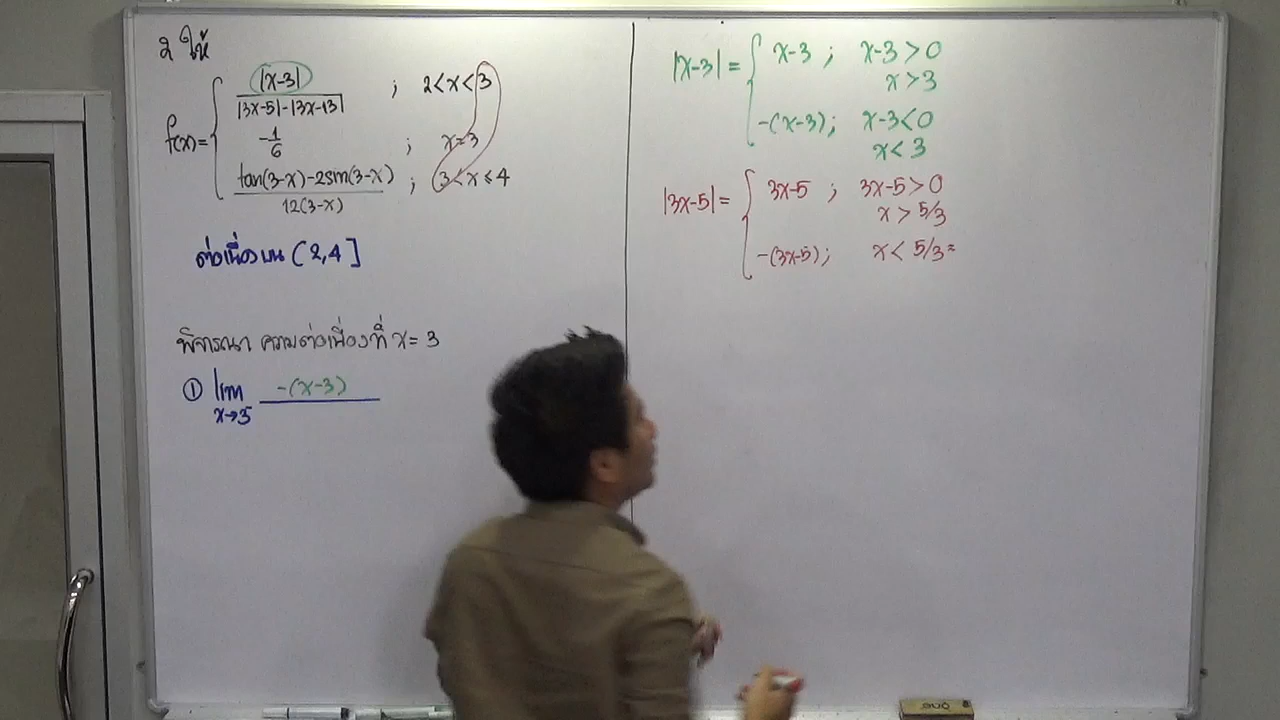 2 ให้
f(x) = { |x-3| / |3x-5|-|3x-13| ; 2<x<3
-1/6 ; x=3
tan(3-x)-2sin(3-x) / 12(3-x) ; 3<x≤4
ต่อเนื่องบน (2,4]
พิจารณา ความต่อเนื่องที่ x = 3
① lim x→3⁻ -(x-3)
|x-3| = { x-3 ; x-3>0
x>3
-(x-3) ; x-3<0
x<3
|3x-5| = { 3x-5 ; 3x-5>0
x > 5/3
-(3x-5) ; x < 5/3 =